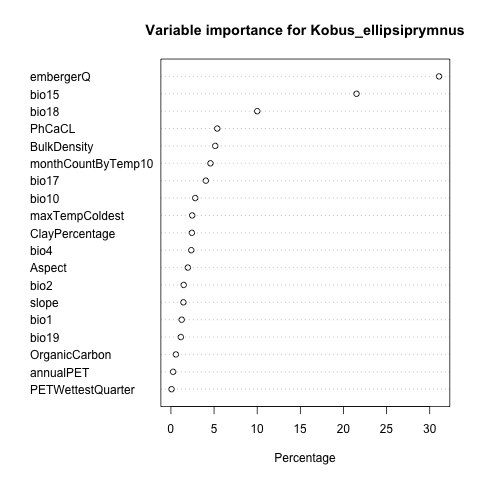 Variable importance for Kobus_ellipsiprymnus
embergerQ
bio15
bio18
PhCaCL
BulkDensity
monthCountByTemp10
bio17
bio10
maxTempColdest
ClayPercentage
bio4
Aspect
bio2
slope
bio1
bio19
OrganicCarbon
annualPET
PETWettestQuarter
0 5 10 15 20 25 30
Percentage